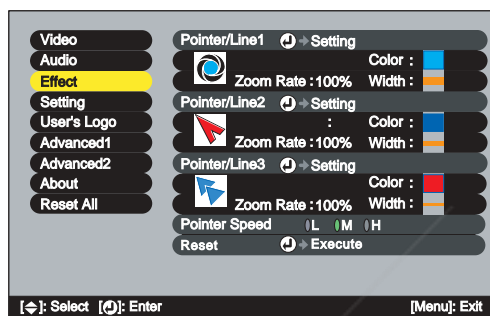 Video
Audio
Effect
Setting
User's Logo
Advanced1
Advanced2
About
Reset All
Pointer/Line1 Setting
Color :
Zoom Rate : 100% Width :
Pointer/Line2 Setting
: Color :
Zoom Rate : 100% Width :
Pointer/Line3 Setting
Color :
Zoom Rate : 100% Width :
Pointer Speed L M H
Reset Execute
[ ]: Select [ ]: Enter [Menu]: Exit